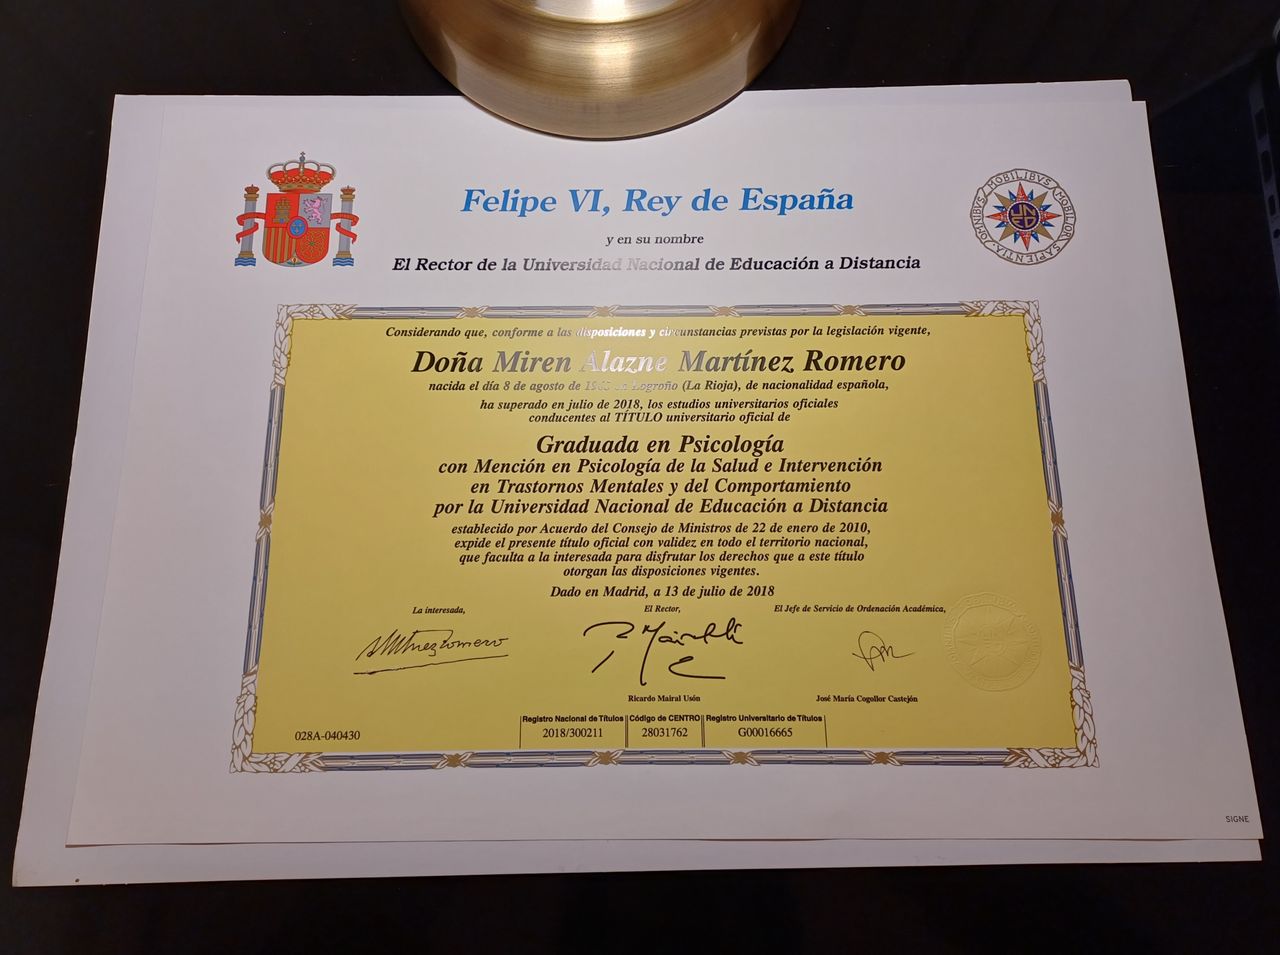 Felipe VI, Rey de España
y en su nombre
El Rector de la Universidad Nacional de Educación a Distancia
OMNIBVS MOBILIBVS MOBILIOR SAPIENTIA
UNED
Considerando que, conforme a las disposiciones y circunstancias previstas por la legislación vigente,
Doña Miren Alazne Martínez Romero
nacida el día 8 de agosto de en Logroño (La Rioja), de nacionalidad española,
ha superado en julio de 2018, los estudios universitarios oficiales
conducentes al TÍTULO universitario oficial de
Graduada en Psicología
con Mención en Psicología de la Salud e Intervención
en Trastornos Mentales y del Comportamiento
por la Universidad Nacional de Educación a Distancia
establecido por Acuerdo del Consejo de Ministros de 22 de enero de 2010,
expide el presente título oficial con validez en todo el territorio nacional,
que faculta a la interesada para disfrutar los derechos que a este título
otorgan las disposiciones vigentes.
Dado en Madrid, a 13 de julio de 2018
La interesada,
El Rector,
El Jefe de Servicio de Ordenación Académica,
Ricardo Mairal Usón
José María Cogollor Castejón
Registro Nacional de Títulos
Código de CENTRO
Registro Universitario de Títulos
2018/300211
28031762
G00016665
028A-040430
SIGNE